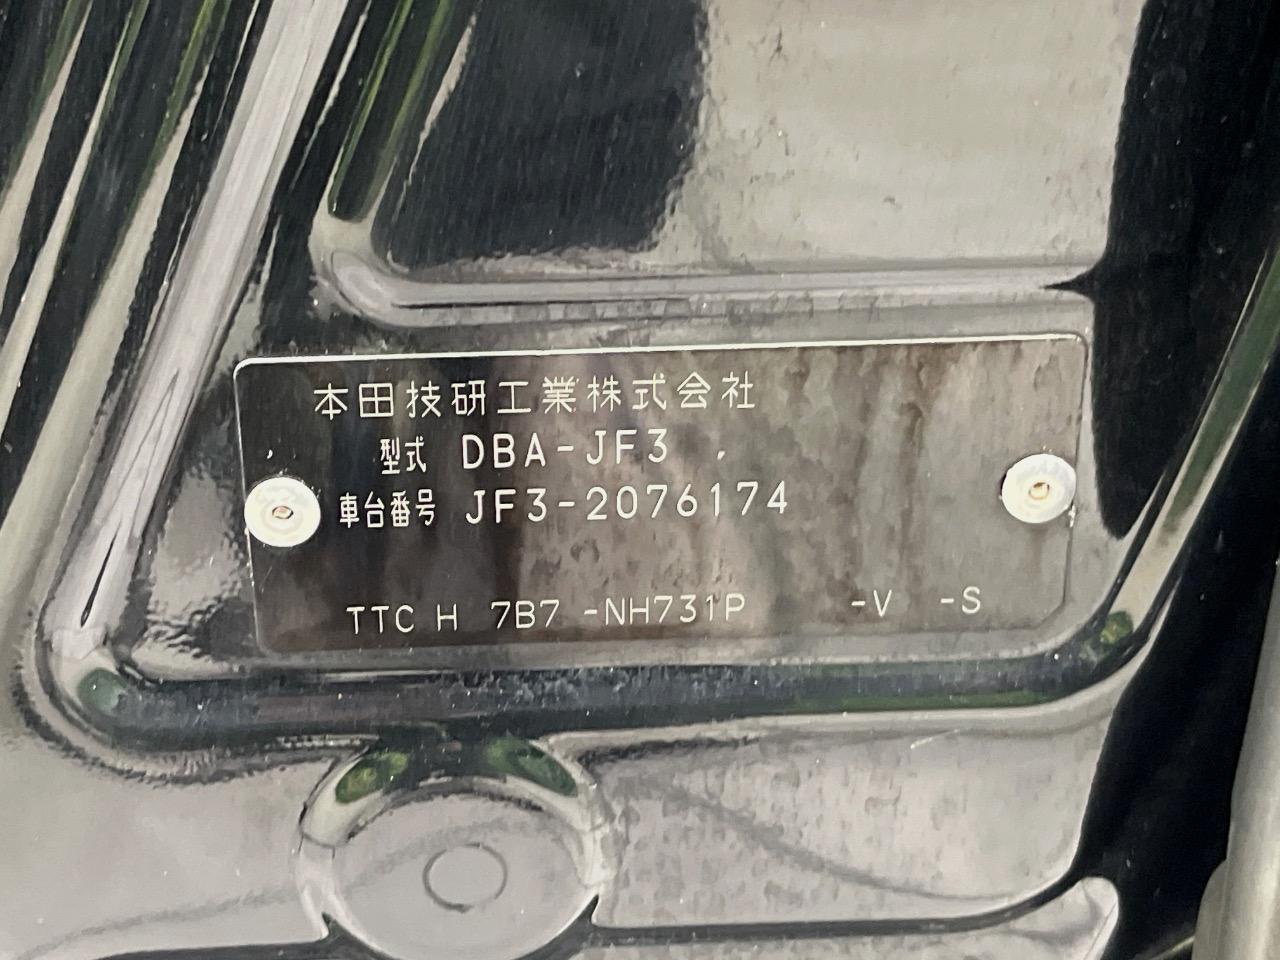 本田技研工業株式会社
型式 DBA-JF3
車台番号 JF3-2076174
TTC H 7B7 -NH731P -V -S